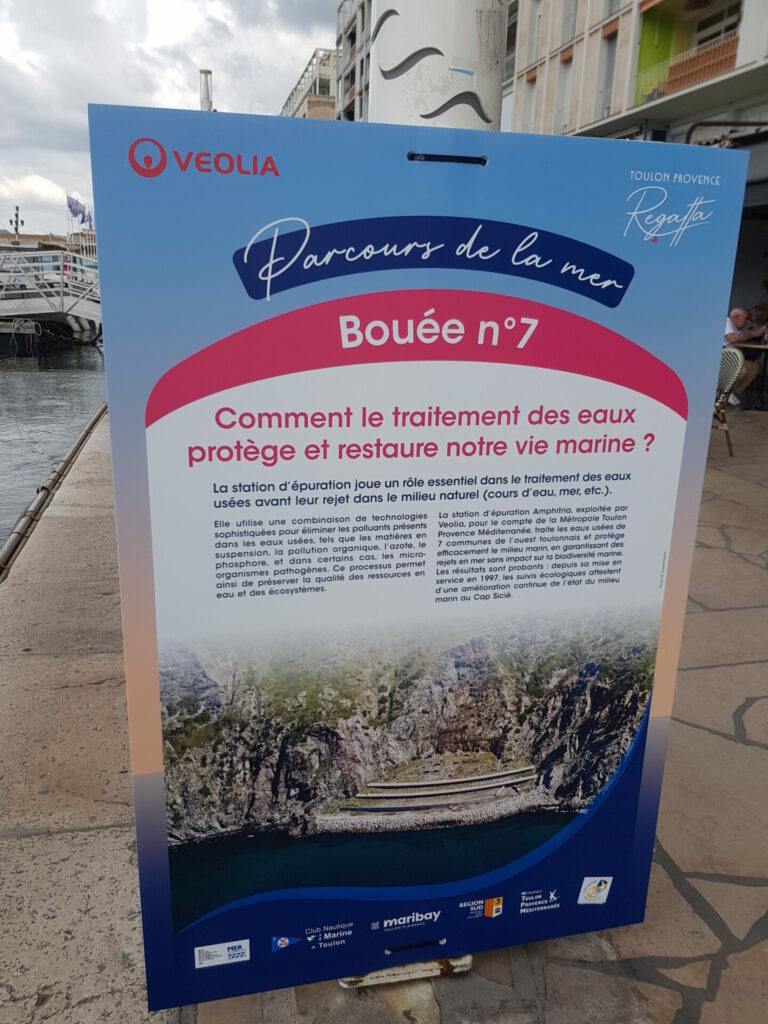 VEOLIA
TOULON PROVENCE
Regatta
Parcours de la mer
Bouée n°7
Comment le traitement des eaux
protège et restaure notre vie marine ?
La station d'épuration joue un rôle essentiel dans le traitement des eaux
usées avant leur rejet dans le milieu naturel (cours d'eau, mer, etc.).
Elle utilise une combinaison de technologies
sophistiquées pour éliminer les polluants présents
dans les eaux usées, tels que les matières en
suspension, la pollution organique, l'azote, le
phosphore, et dans certains cas, les micro-
organismes pathogènes. Ce processus permet
ainsi de préserver la qualité des ressources en
eau et des écosystèmes.
La station d'épuration Amphitria, exploitée par
Veolia, pour le compte de la Métropole Toulon
Provence Méditerranée, traite les eaux usées de
7 communes de l'ouest toulonnais et protège
efficacement le milieu marin, en garantissant des
rejets en mer sans impact sur la biodiversité marine.
Les résultats sont probants : depuis sa mise en
service en 1997, les suivis écologiques attestent
d'une amélioration continue de l'état du milieu
marin au Cap Sicié.
MER
Club Nautique
Marine
Toulon
maribay
TOULON PLAISANCE
RÉGION
SUD
MÉTROPOLE
TOULON
PROVENCE
MÉDITERRANÉE